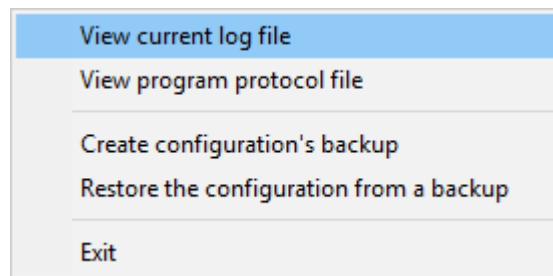 View current log file
View program protocol file
Create configuration's backup
Restore the configuration from a backup
Exit